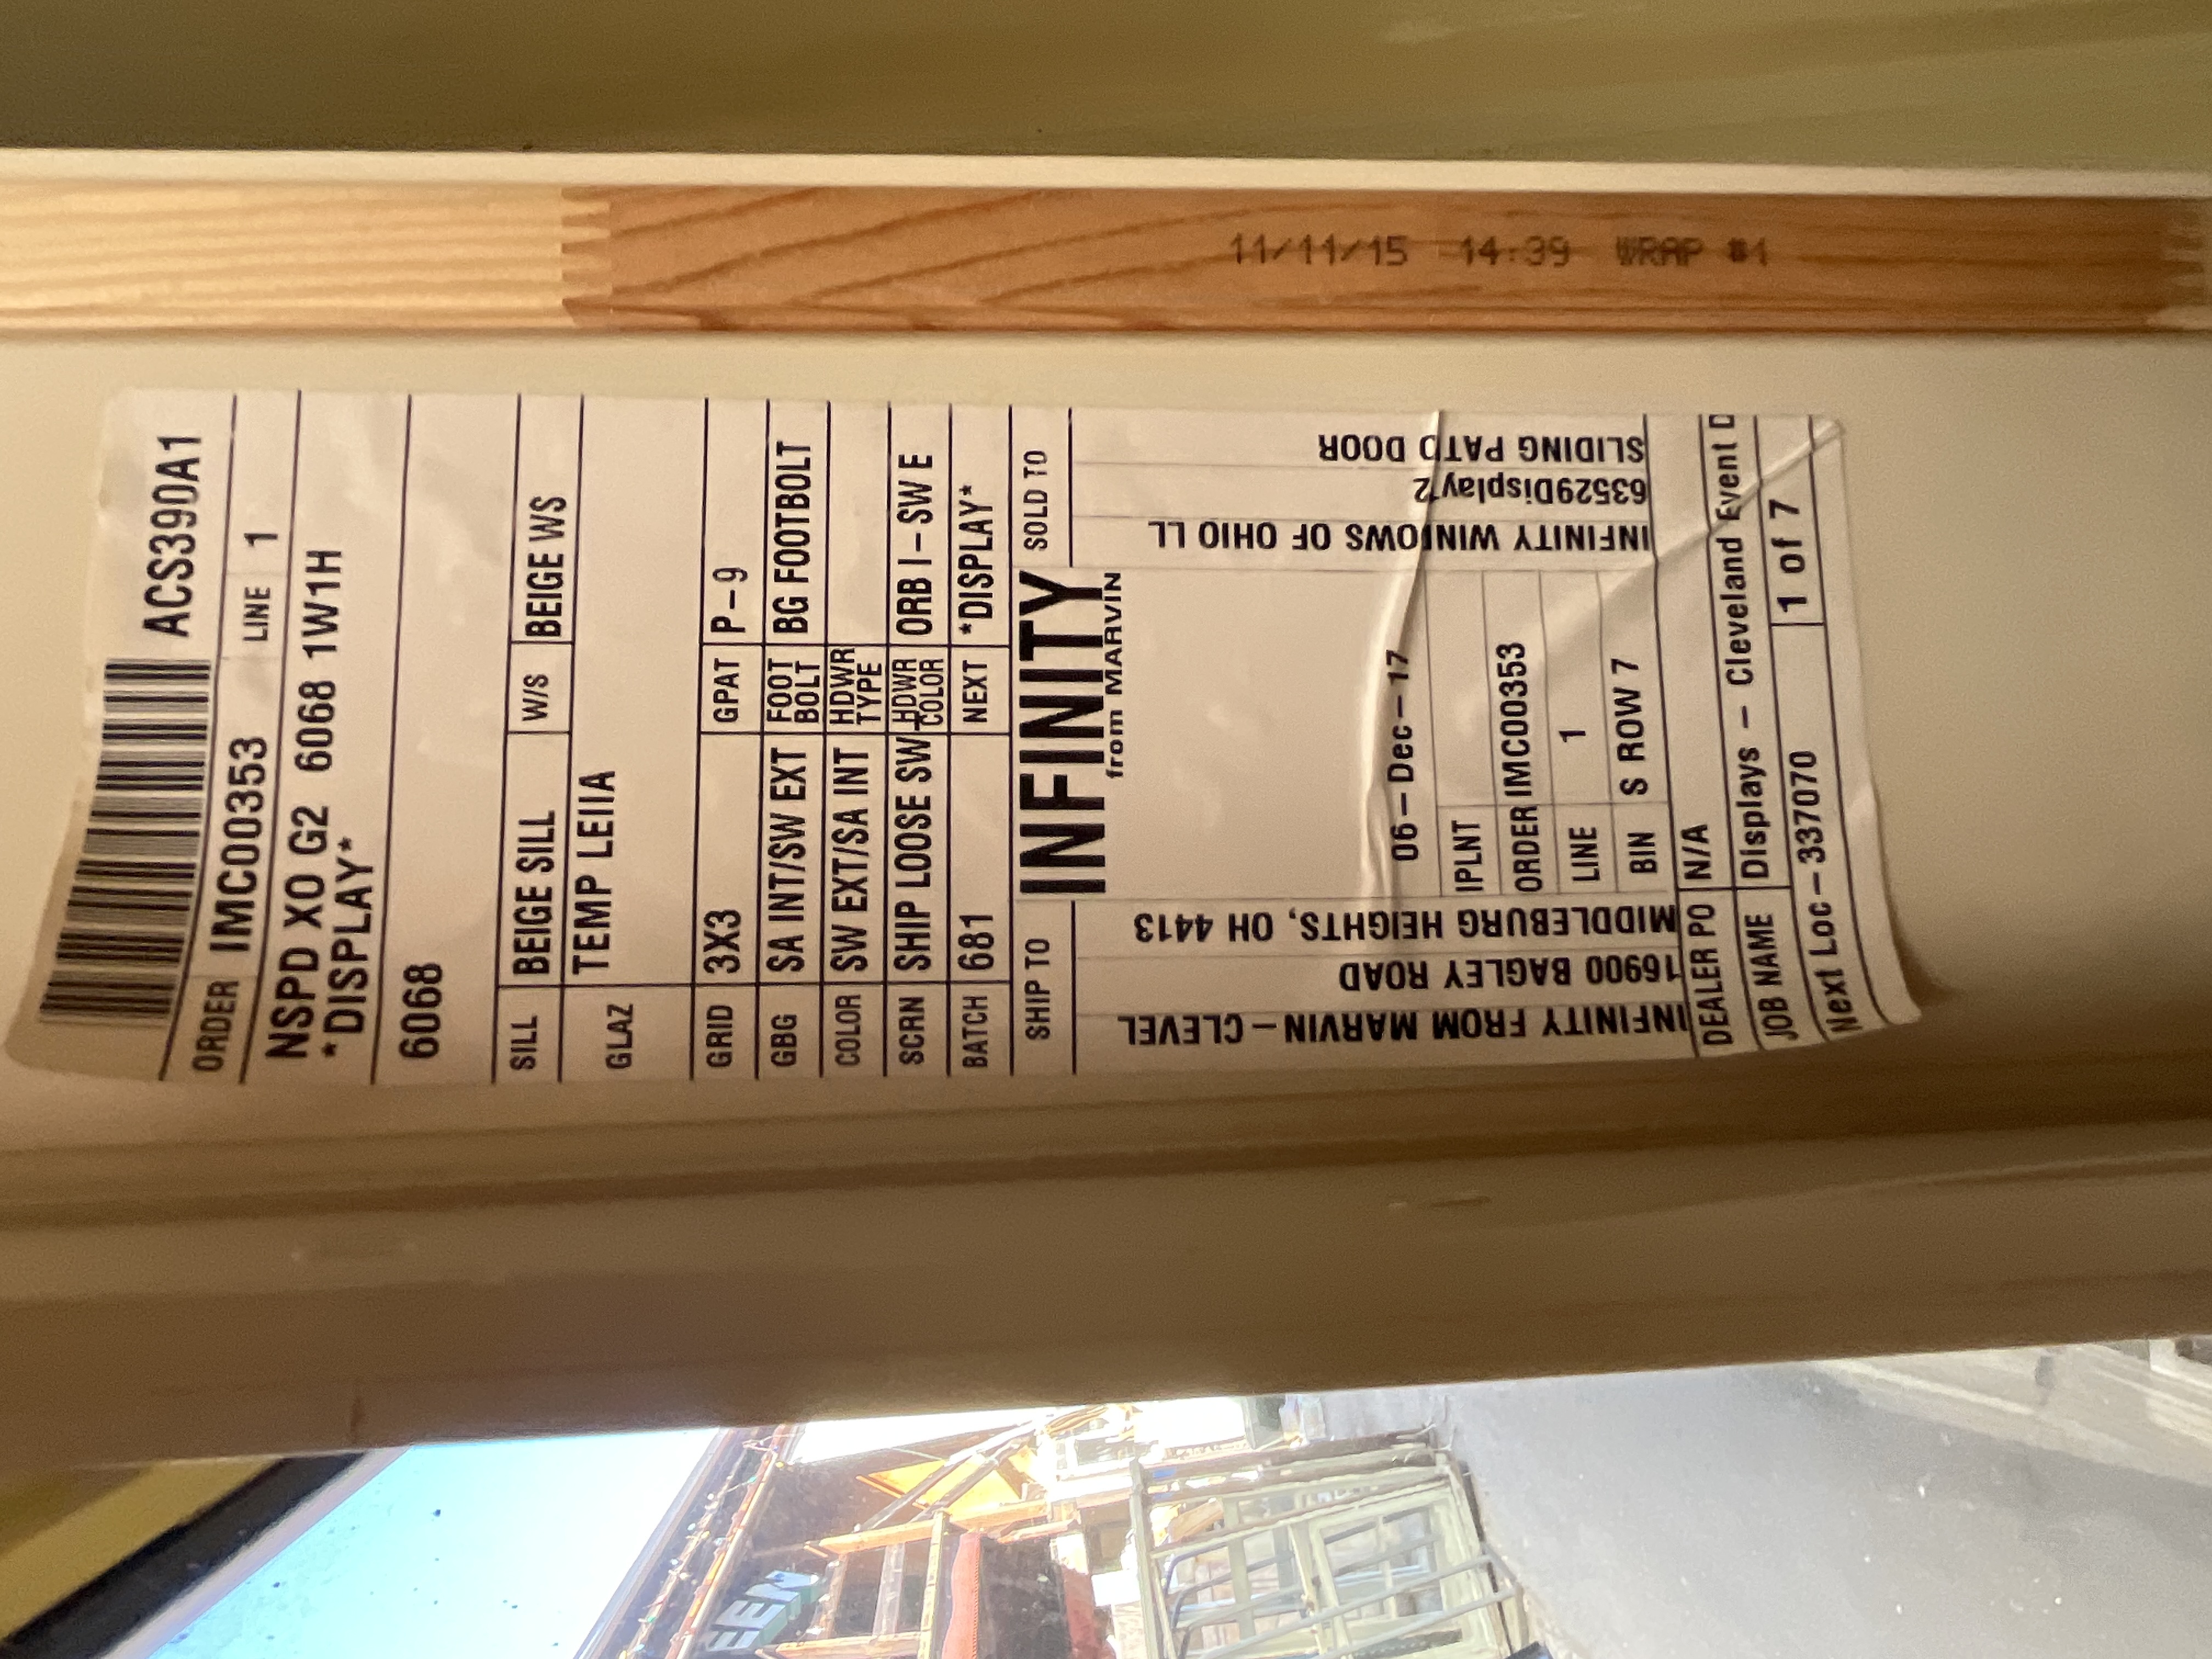 11/11/15 14:39 WRAP #1
ACS390A1
ORDER IMC00353 LINE 1
NSPD XO G2 6068 1W1H
*DISPLAY*
6068
SILL BEIGE SILL W/S BEIGE WS
GLAZ TEMP LEIIA
GRID 3X3 GPAT P-9
GBG SA INT/SW EXT FOOT BOLT BG FOOTBOLT
COLOR SW EXT/SA INT HDWR TYPE
SCRN SHIP LOOSE SW HDWR COLOR ORB I-SW E
BATCH 681 NEXT *DISPLAY*
SHIP TO
INFINITY
from MARVIN
SOLD TO
INFINITY FROM MARVIN-CLEVEL
16900 BAGLEY ROAD
MIDDLEBURG HEIGHTS, OH 4413
06-Dec-17
IPLNT
ORDER IMC00353
LINE 1
BIN S ROW 7
INFINITY WINDOWS OF OHIO LL
63529Display2
SLIDING PATO DOOR
DEALER PO N/A
JOB NAME Displays - Cleveland Event D
Next Loc-337070 1 of 7
EEN